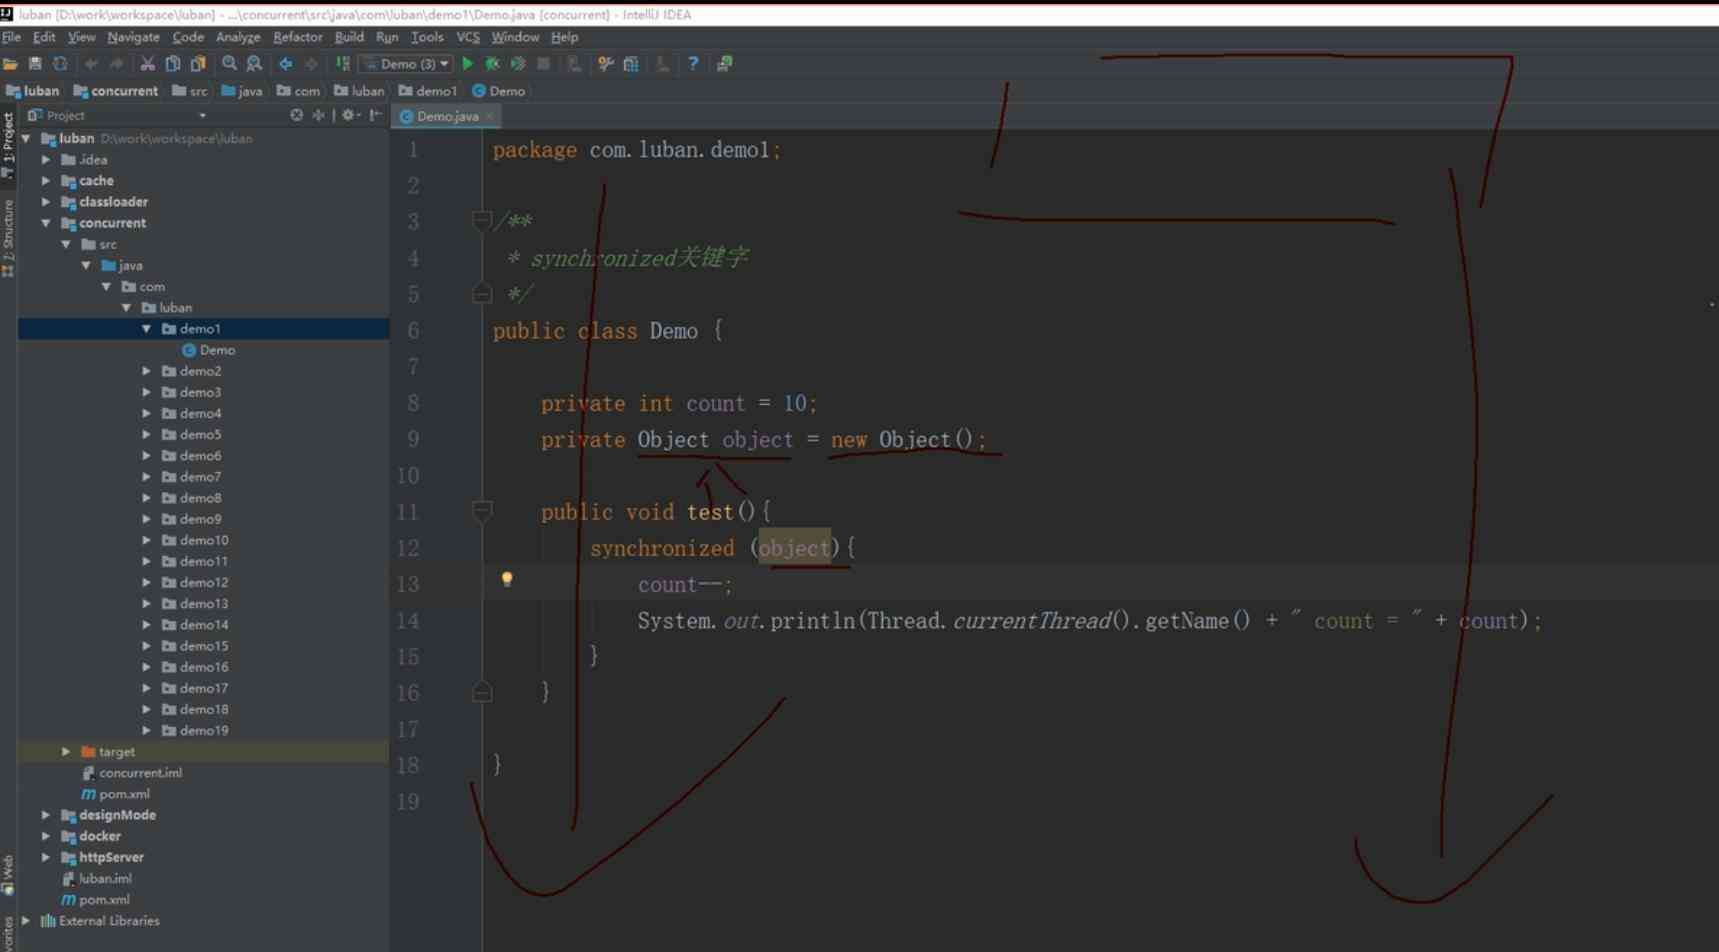 luban [D:\work\workspace\luban] - ...\concurrent\src\java\com\luban\demo1\Demo.java [concurrent] - IntelliJ IDEA
File Edit View Navigate Code Analyze Refactor Build Run Tools VCS Window Help
Demo (3)
luban concurrent src java com luban demo1 Demo
Project
Demo.java
1: Project
Z: Structure
Web
vorites
luban D:\work\workspace\luban
.idea
cache
classloader
concurrent
src
java
com
luban
demo1
Demo
demo2
demo3
demo4
demo5
demo6
demo7
demo8
demo9
demo10
demo11
demo12
demo13
demo14
demo15
demo16
demo17
demo18
demo19
target
concurrent.iml
pom.xml
designMode
docker
httpServer
luban.iml
pom.xml
External Libraries
1 package com.luban.demo1;
2
3 /**
4 * synchronized关键字
5 */
6 public class Demo {
7
8 private int count = 10;
9 private Object object = new Object();
10
11 public void test(){
12 synchronized (object){
13 count--;
14 System.out.println(Thread.currentThread().getName() + " count = " + count);
15 }
16 }
17
18 }
19